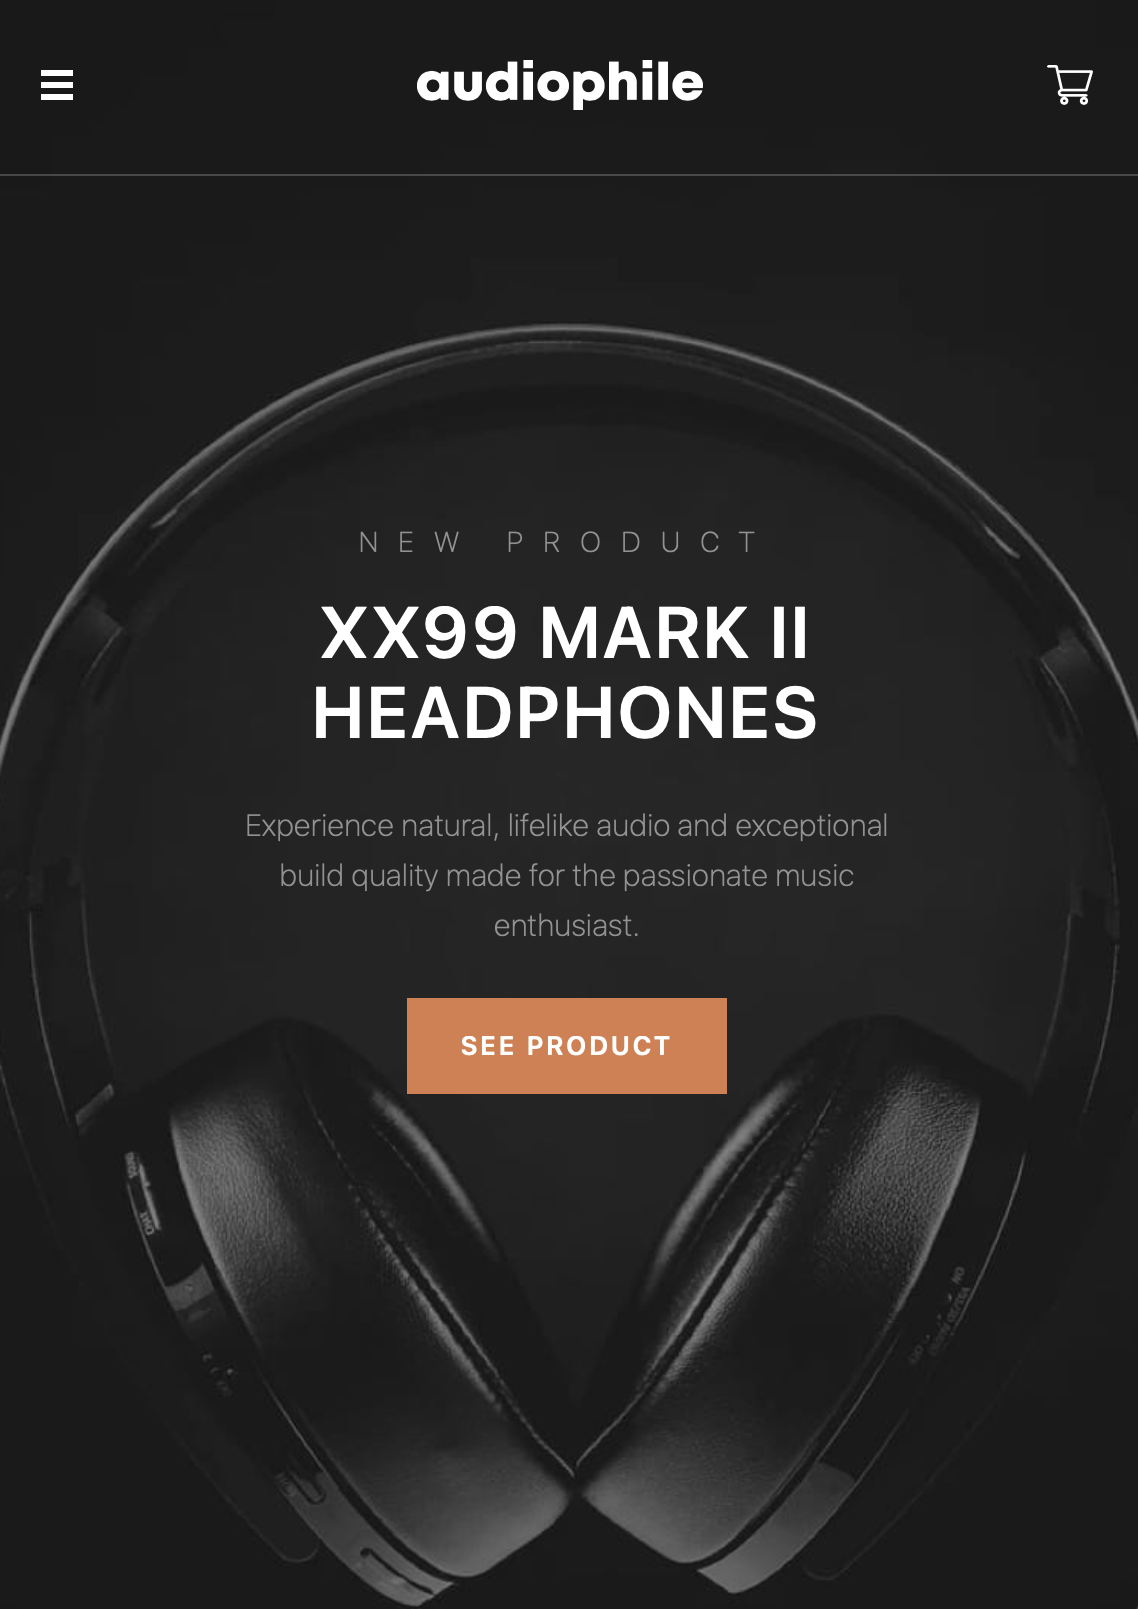 audiophile
NEW PRODUCT
XX99 MARK II
HEADPHONES
Experience natural, lifelike audio and exceptional
build quality made for the passionate music
enthusiast.
SEE PRODUCT